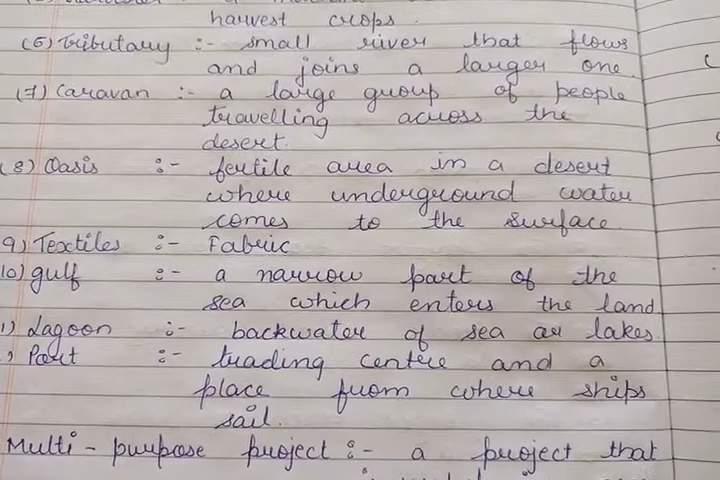 harvest crops.
(6) Tributary :- small river that flows
and joins a larger one
(7) Caravan :- a large group of people
travelling across the
desert.
(8) Oasis :- fertile area in a desert
where underground water
comes to the surface
9) Textiles :- Fabric
10) gulf :- a narrow part of the
sea which enters the land
1) Lagoon :- backwater of sea or lakes
) Port :- trading centre and a
place from where ships
sail.
Multi-purpose project :- a project that